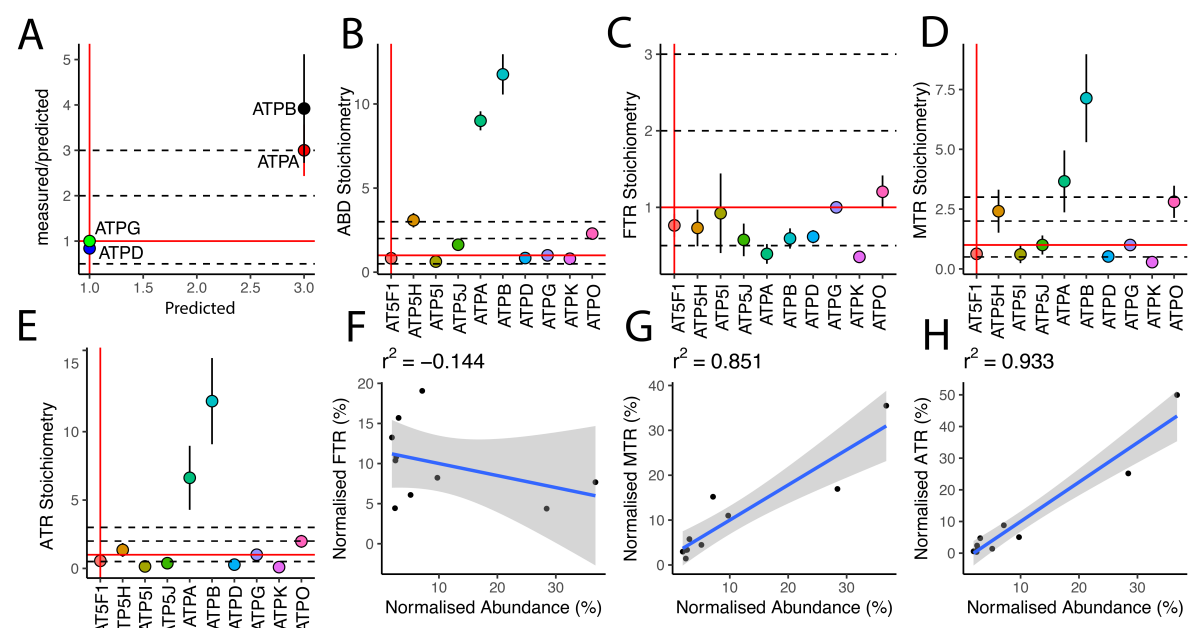 A
measured/predicted
5
4
3
2
1
ATPB
ATPA
ATPG
ATPD
1.0
1.5
2.0
2.5
3.0
Predicted
B
ABD Stoichiometry
10
5
0
AT5F1
ATP5H
ATP5I
ATP5J
ATPA
ATPB
ATPD
ATPG
ATPK
ATPO
C
FTR Stoichiometry
3
2
1
AT5F1
ATP5H
ATP5I
ATP5J
ATPA
ATPB
ATPD
ATPG
ATPK
ATPO
D
MTR Stoichiometry)
7.5
5.0
2.5
0.0
AT5F1
ATP5H
ATP5I
ATP5J
ATPA
ATPB
ATPD
ATPG
ATPK
ATPO
E
ATR Stoichiometry
15
10
5
0
AT5F1
TP5H
ATP5I
TP5J
ATPA
ATPB
ATPD
ATPG
ATPK
ATPO
F
r² = −0.144
Normalised FTR (%)
20
15
10
5
0
10
20
30
Normalised Abundance (%)
G
r² = 0.851
Normalised MTR (%)
40
30
20
10
0
10
20
30
Normalised Abundance (%)
H
r² = 0.933
Normalised ATR (%)
50
40
30
20
10
0
10
20
30
Normalised Abundance (%)